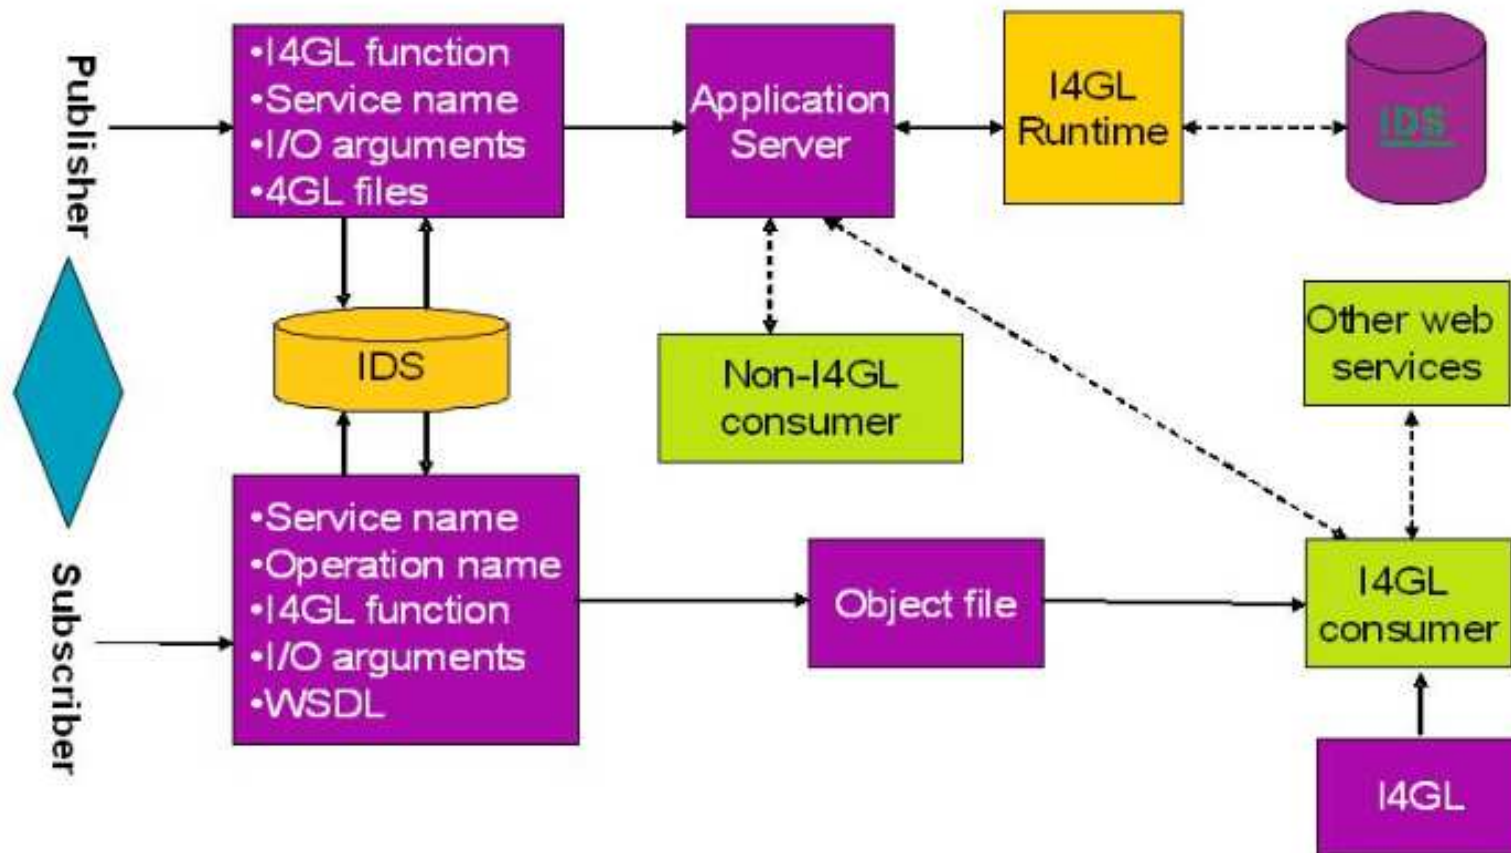 Publisher
•I4GL function
•Service name
•I/O arguments
•4GL files
Application
Server
I4GL
Runtime
IDS
IDS
Non-I4GL
consumer
Other web
services
Subscriber
•Service name
•Operation name
•I4GL function
•I/O arguments
•WSDL
Object file
I4GL
consumer
I4GL